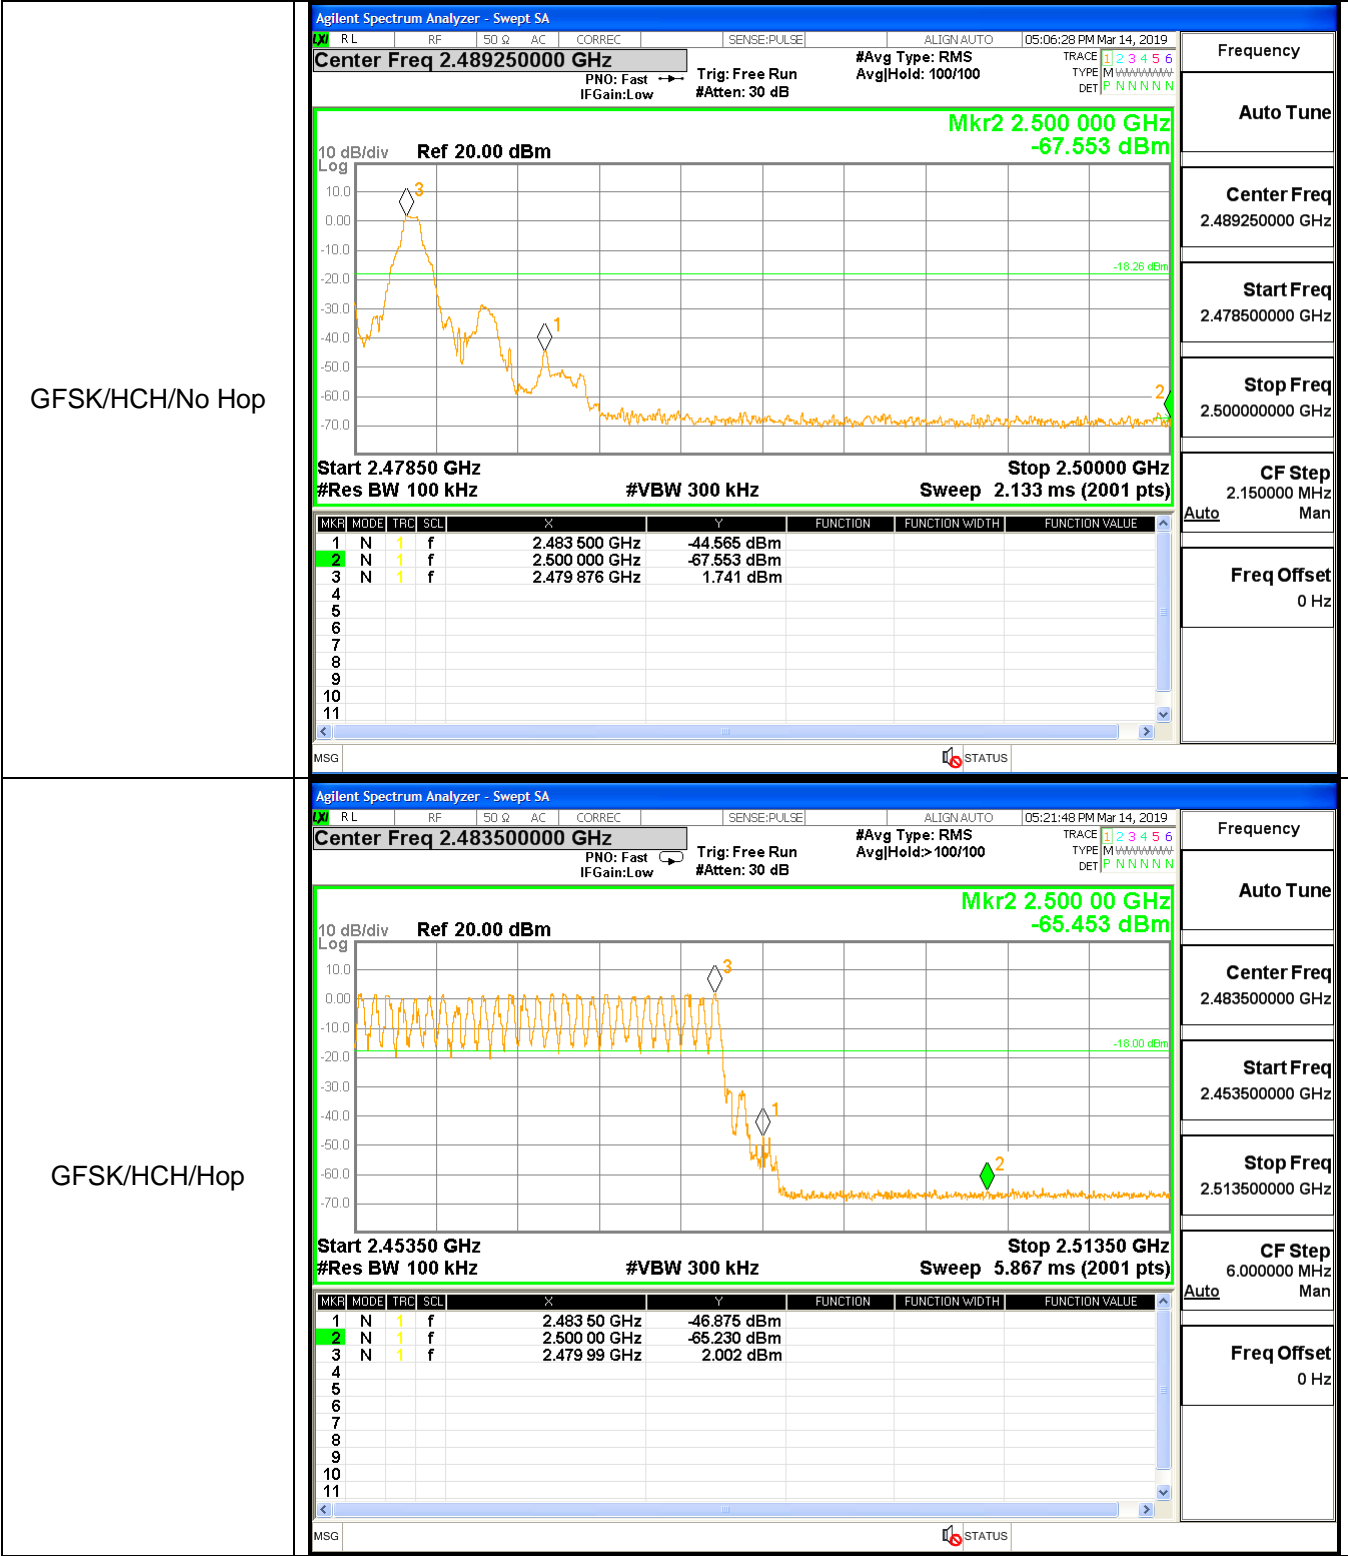 GFSK/HCH/No Hop
Agilent Spectrum Analyzer - Swept SA
LXI RL RF 50 Ω AC CORREC SENSE:PULSE ALIGN AUTO 05:06:28 PM Mar 14, 2019
Center Freq 2.489250000 GHz
PNO: Fast
IFGain:Low
Trig: Free Run
#Atten: 30 dB
#Avg Type: RMS
Avg|Hold: 100/100
TRACE 1 2 3 4 5 6
TYPE M
DET P N N N N N
Mkr2 2.500 000 GHz
-67.553 dBm
10 dB/div Ref 20.00 dBm
Log
10.0
0.00
-10.0
-20.0
-30.0
-40.0
-50.0
-60.0
-70.0
3
-18.26 dBm
1
2
Start 2.47850 GHz Stop 2.50000 GHz
#Res BW 100 kHz #VBW 300 kHz Sweep 2.133 ms (2001 pts)
MKR MODE TRC SCL X Y FUNCTION FUNCTION WIDTH FUNCTION VALUE
1 N 1 f 2.483 500 GHz -44.565 dBm
2 N 1 f 2.500 000 GHz -67.553 dBm
3 N 1 f 2.479 876 GHz 1.741 dBm
4
5
6
7
8
9
10
11
MSG STATUS
Frequency
Auto Tune
Center Freq
2.489250000 GHz
Start Freq
2.478500000 GHz
Stop Freq
2.500000000 GHz
CF Step
2.150000 MHz
Auto Man
Freq Offset
0 Hz
GFSK/HCH/Hop
Agilent Spectrum Analyzer - Swept SA
LXI RL RF 50 Ω AC CORREC SENSE:PULSE ALIGN AUTO 05:21:48 PM Mar 14, 2019
Center Freq 2.483500000 GHz
PNO: Fast
IFGain:Low
Trig: Free Run
#Atten: 30 dB
#Avg Type: RMS
Avg|Hold:>100/100
TRACE 1 2 3 4 5 6
TYPE M
DET P N N N N N
Mkr2 2.500 00 GHz
-65.453 dBm
10 dB/div Ref 20.00 dBm
Log
10.0
0.00
-10.0
-20.0
-30.0
-40.0
-50.0
-60.0
-70.0
3
-18.00 dBm
1
2
Start 2.45350 GHz Stop 2.51350 GHz
#Res BW 100 kHz #VBW 300 kHz Sweep 5.867 ms (2001 pts)
MKR MODE TRC SCL X Y FUNCTION FUNCTION WIDTH FUNCTION VALUE
1 N 1 f 2.483 50 GHz -46.875 dBm
2 N 1 f 2.500 00 GHz -65.230 dBm
3 N 1 f 2.479 99 GHz 2.002 dBm
4
5
6
7
8
9
10
11
MSG STATUS
Frequency
Auto Tune
Center Freq
2.483500000 GHz
Start Freq
2.453500000 GHz
Stop Freq
2.513500000 GHz
CF Step
6.000000 MHz
Auto Man
Freq Offset
0 Hz